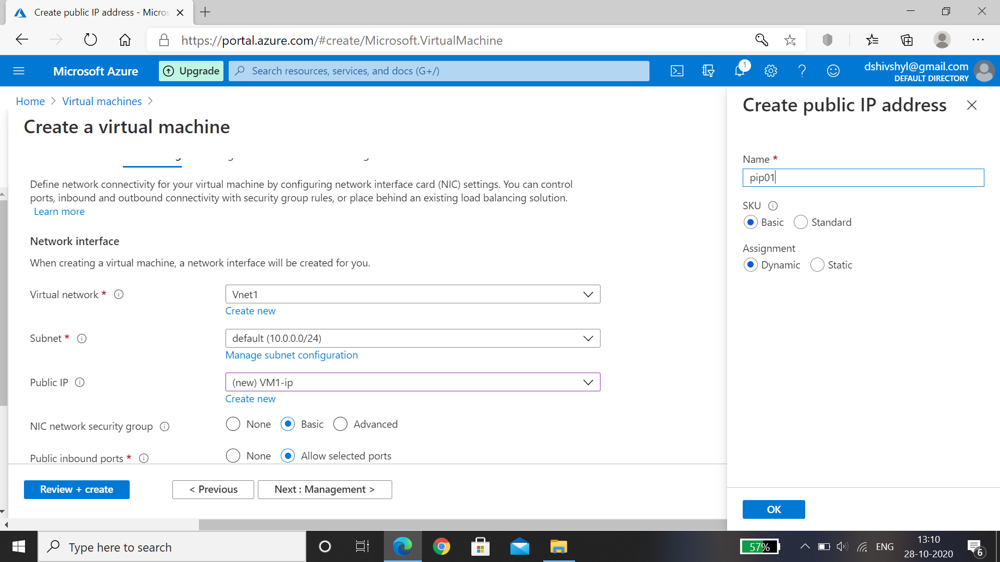 Create public IP address - Micros
https://portal.azure.com/#create/Microsoft.VirtualMachine
Microsoft Azure
Upgrade
Search resources, services, and docs (G+/)
1
dshivshyl@gmail.com
DEFAULT DIRECTORY
Home > Virtual machines >
Create a virtual machine
Define network connectivity for your virtual machine by configuring network interface card (NIC) settings. You can control
ports, inbound and outbound connectivity with security group rules, or place behind an existing load balancing solution.
Learn more
Network interface
When creating a virtual machine, a network interface will be created for you.
Virtual network *
Vnet1
Create new
Subnet *
default (10.0.0.0/24)
Manage subnet configuration
Public IP
(new) VM1-ip
Create new
NIC network security group
None Basic Advanced
Public inbound ports *
None Allow selected ports
Review + create
< Previous
Next : Management >
Create public IP address
Name *
pip01
SKU
Basic Standard
Assignment
Dynamic Static
OK
Type here to search
57%
ENG
13:10
28-10-2020
6